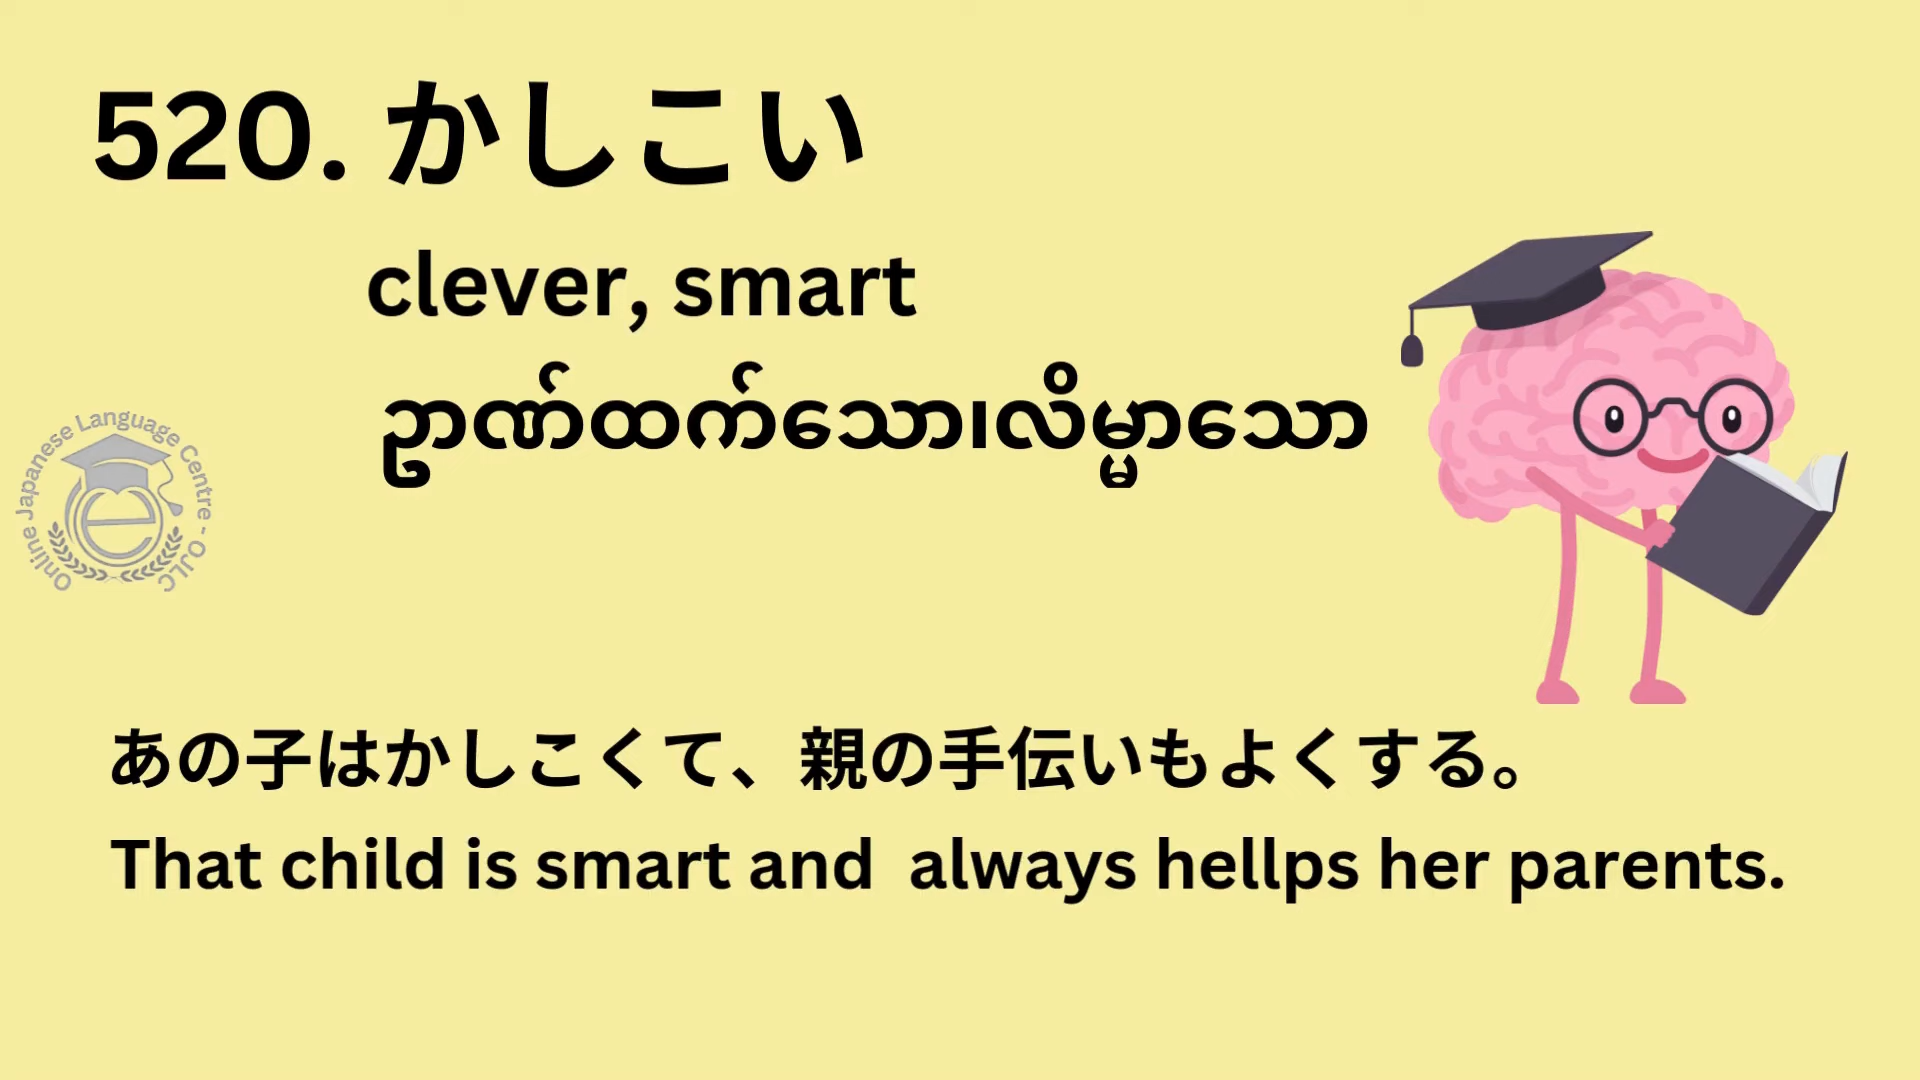 520. かしこい
clever, smart
ဥာဏ်ထက်သော၊လိမ္မာသော
Online Japanese Language Centre - OJLC
e
あの子はかしこくて、親の手伝いもよくする。
That child is smart and  always hellps her parents.